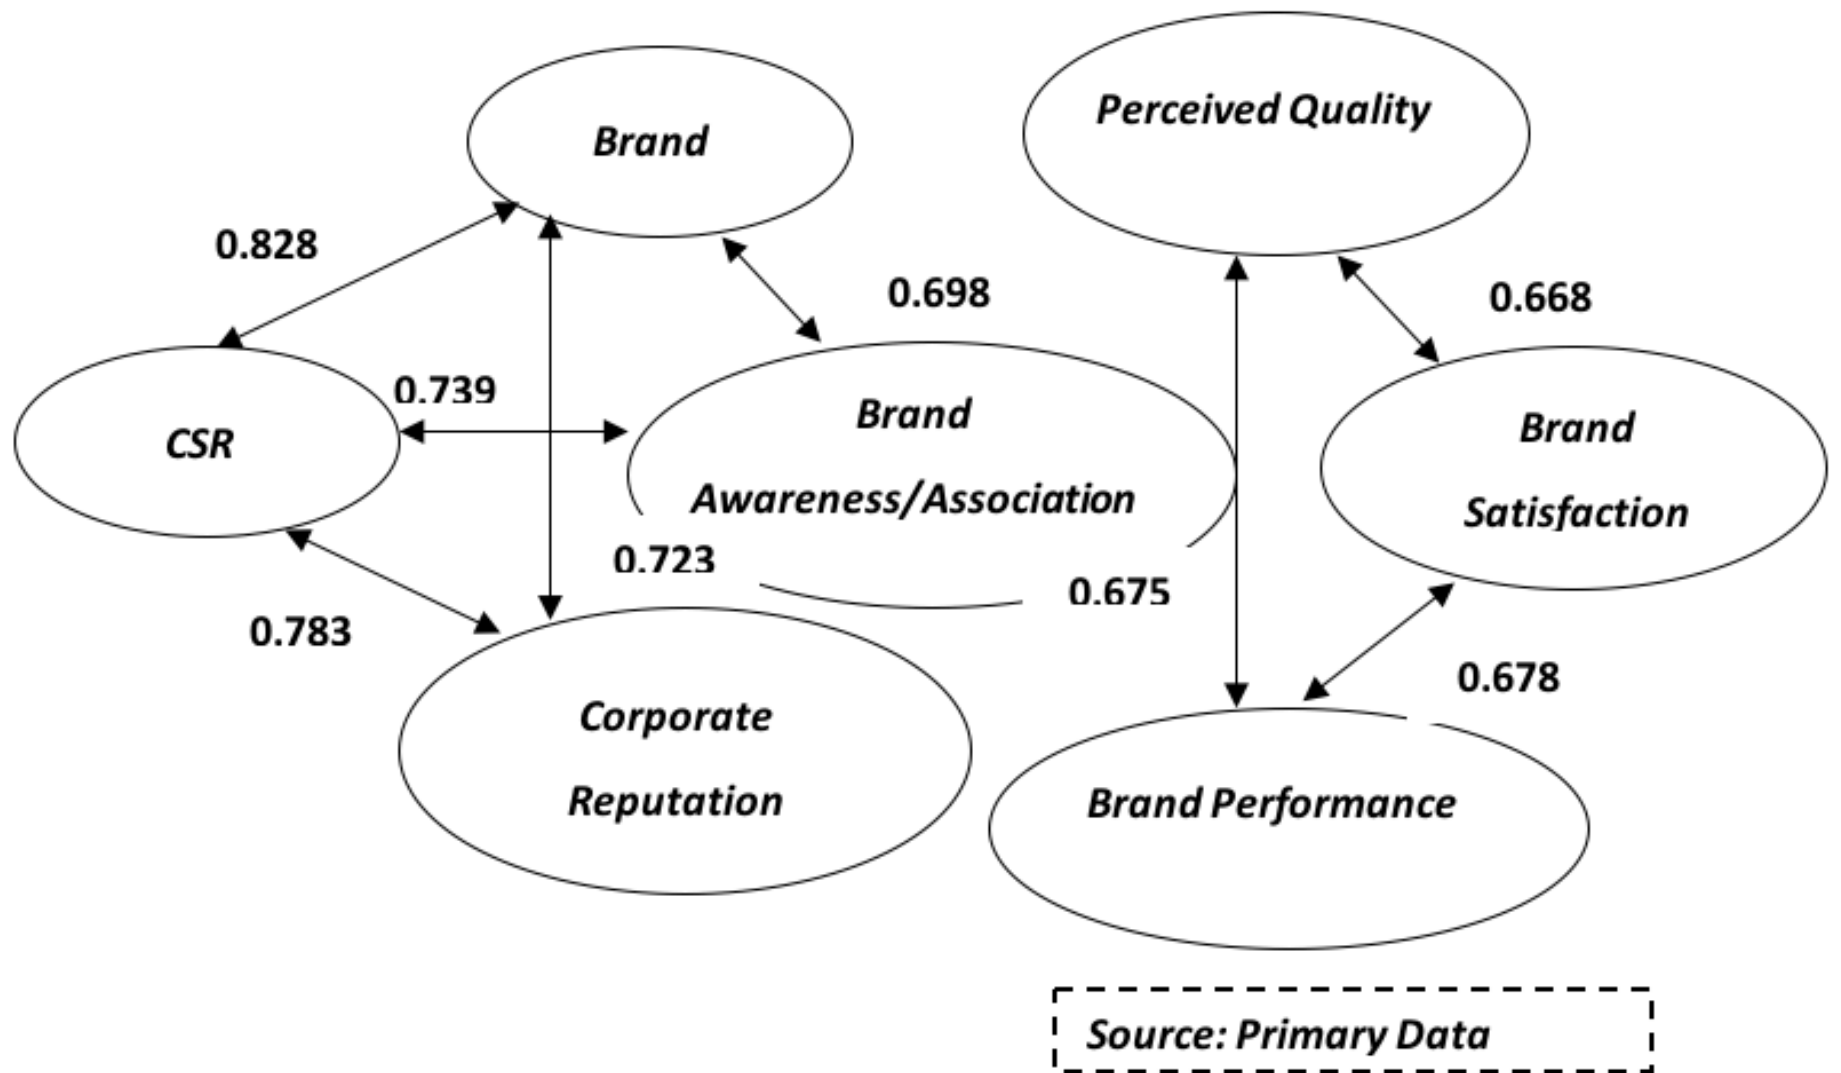 Perceived Quality
Brand
0.828
0.698
0.668
0.739
Brand
Awareness/Association
CSR
Brand
Satisfaction
0.723
0.675
0.783
0.678
Corporate
Reputation
Brand Performance
Source: Primary Data